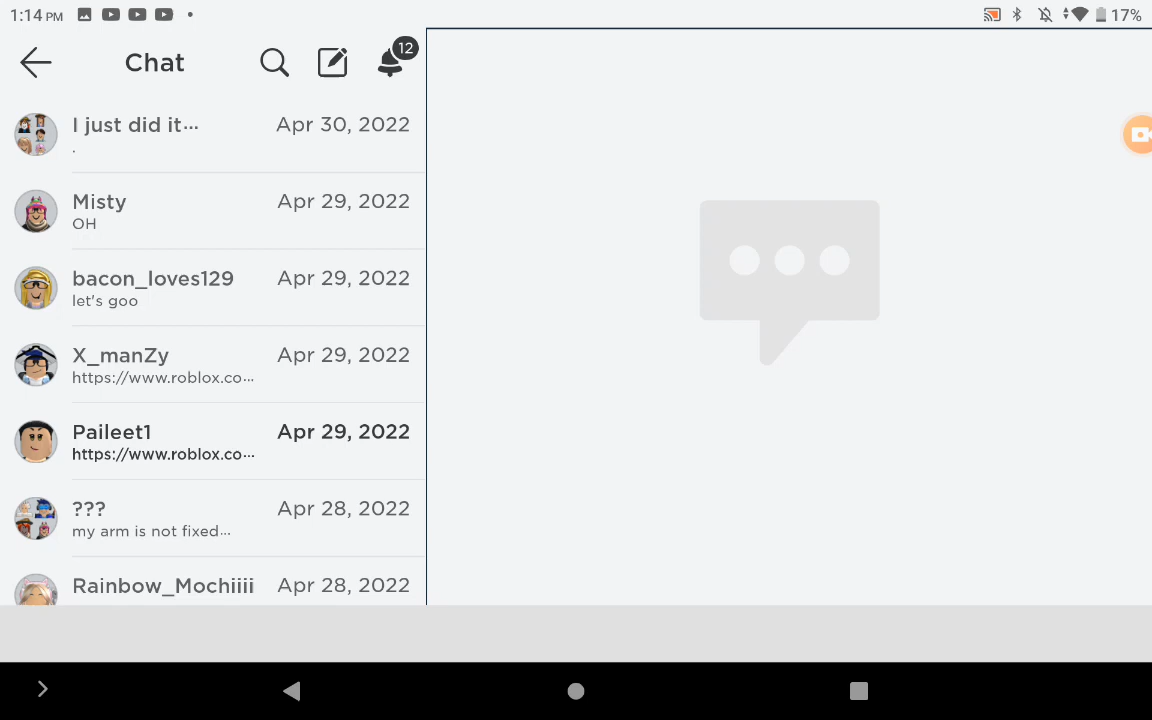 1:14 PM 17%
Chat 12
I just did it... Apr 30, 2022
.
Misty Apr 29, 2022
OH
bacon_loves129 Apr 29, 2022
let's goo
X_manZy Apr 29, 2022
https://www.roblox.co...
Paileet1 Apr 29, 2022
https://www.roblox.co...
??? Apr 28, 2022
my arm is not fixed...
Rainbow_Mochiiii Apr 28, 2022